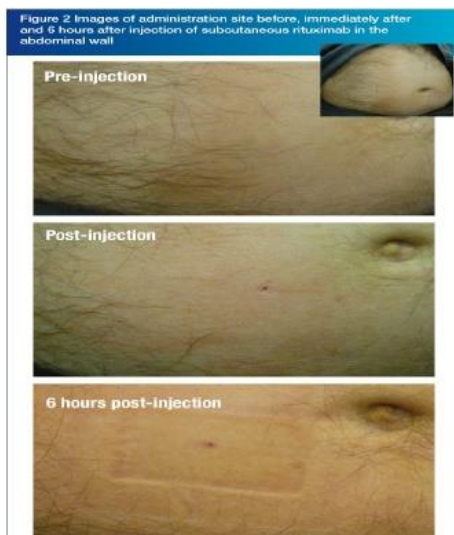 Figure 2 Images of administration site before, immediately after
and 6 hours after injection of subcutaneous rituximab in the
abdominal wall
Pre-injection
Post-injection
6 hours post-injection